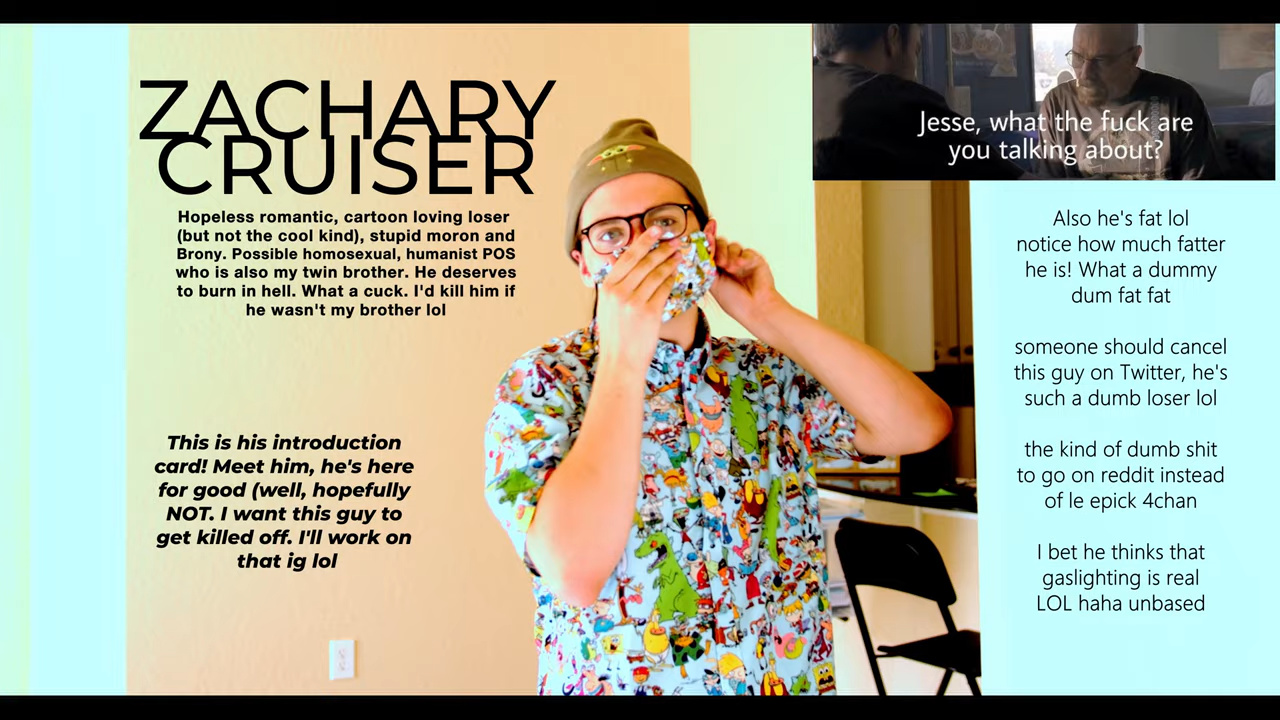 ZACHARY
CRUISER
Hopeless romantic, cartoon loving loser
(but not the cool kind), stupid moron and
Brony. Possible homosexual, humanist POS
who is also my twin brother. He deserves
to burn in hell. What a cuck. I'd kill him if
he wasn't my brother lol
This is his introduction
card! Meet him, he's here
for good (well, hopefully
NOT. I want this guy to
get killed off. I'll work on
that ig lol
Jesse, what the fuck are
you talking about?
Also he's fat lol
notice how much fatter
he is! What a dummy
dum fat fat
someone should cancel
this guy on Twitter, he's
such a dumb loser lol
the kind of dumb shit
to go on reddit instead
of le epick 4chan
I bet he thinks that
gaslighting is real
LOL haha unbased